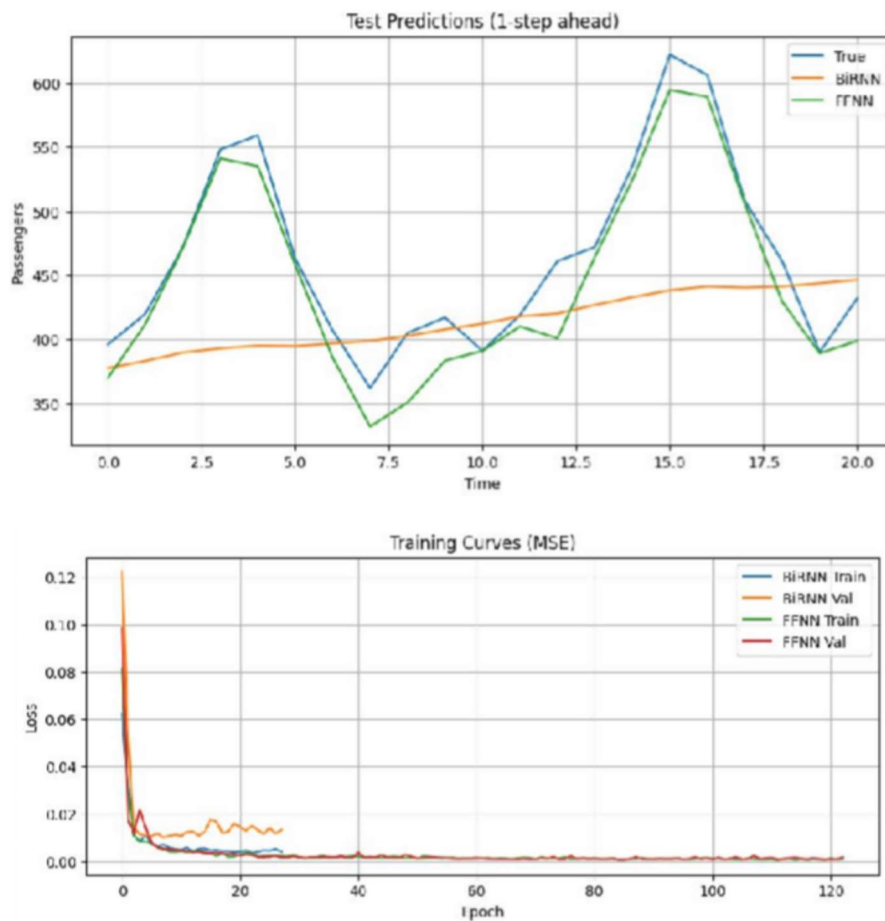 Test Predictions (1-step ahead)
True
BiRNN
FFNN
600
550
500
450
400
350
Passengers
0.0 2.5 5.0 7.5 10.0 12.5 15.0 17.5 20.0
Time
Training Curves (MSE)
BiRNN Train
BiRNN Val
FFNN Train
FFNN Val
0.12
0.10
0.08
0.06
0.04
0.02
0.00
Loss
0 20 40 60 80 100 120
Epoch